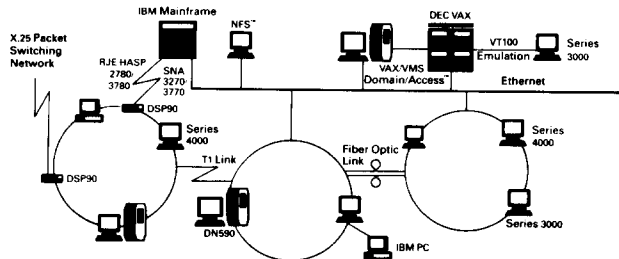 IBM Mainframe
NFS™
DEC VAX
VT100
Emulation
Series
3000
X.25 Packet
Switching
Network
RJE HASP
2780/
3780
SNA
3270/
3770
VAX/VMS
Domain/Access™
Ethernet
DSP90
Series
4000
T1 Link
Fiber Optic
Link
Series
4000
DSP90
DN590
IBM PC
Series 3000